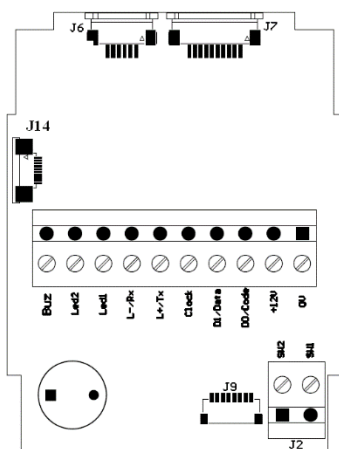 J6
J7
J14
Buz
Led2
Led1
L-/Rx
L+/Tx
Clock
D1/Data
D0/Code
+12V
0V
SW2
SW1
J9
J2